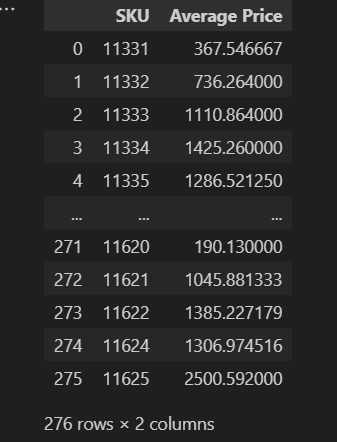 ...
SKU Average Price
0 11331 367.546667
1 11332 736.264000
2 11333 1110.864000
3 11334 1425.260000
4 11335 1286.521250
... ... ...
271 11620 190.130000
272 11621 1045.881333
273 11622 1385.227179
274 11624 1306.974516
275 11625 2500.592000
276 rows × 2 columns